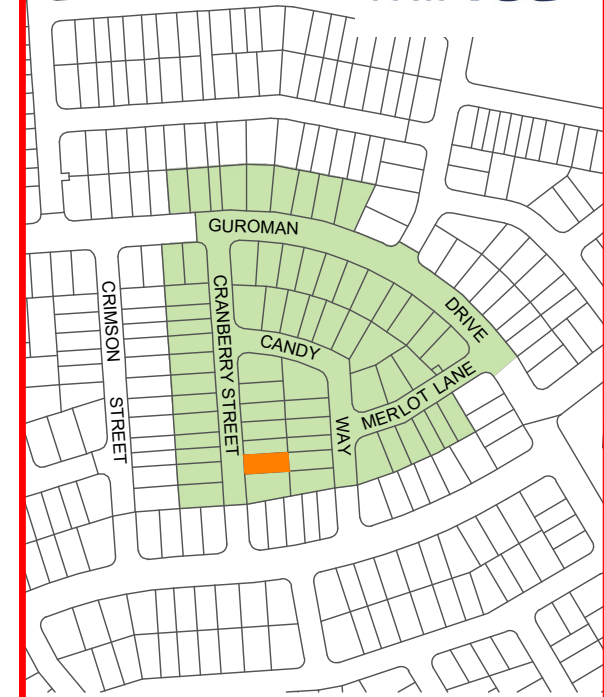 GUROMAN
DRIVE
CRIMSON
STREET
CRANBERRY STREET
CANDY
WAY
MERLOT LANE